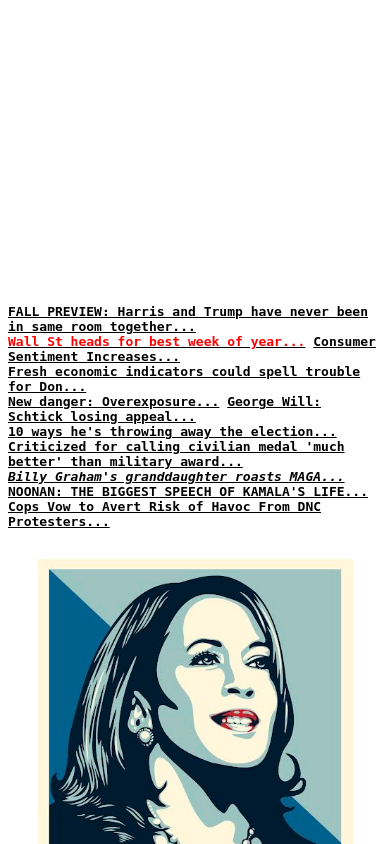 FALL PREVIEW: Harris and Trump have never been
in same room together...
Wall St heads for best week of year... Consumer
Sentiment Increases...
Fresh economic indicators could spell trouble
for Don...
New danger: Overexposure... George Will:
Schtick losing appeal...
10 ways he's throwing away the election...
Criticized for calling civilian medal 'much
better' than military award...
Billy Graham's granddaughter roasts MAGA...
NOONAN: THE BIGGEST SPEECH OF KAMALA'S LIFE...
Cops Vow to Avert Risk of Havoc From DNC
Protesters...